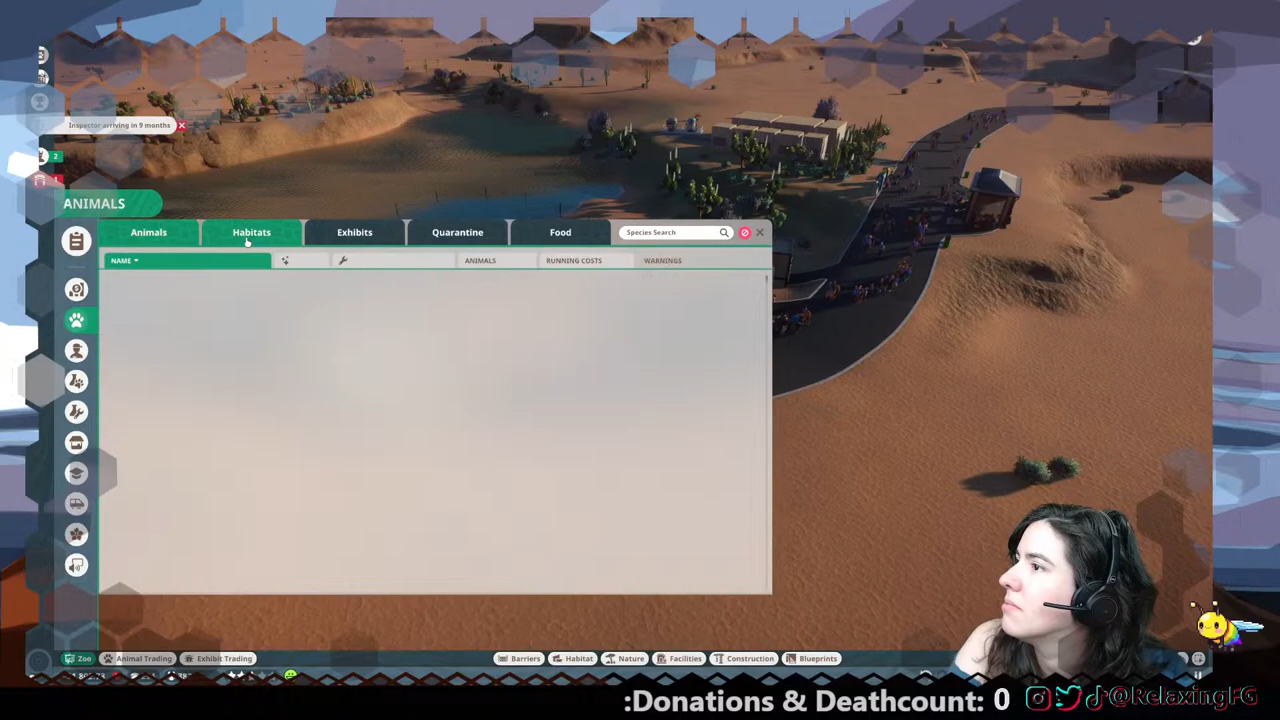 Inspector arriving in 9 months
2
ANIMALS
Animals
Habitats
Exhibits
Quarantine
Food
Species Search
NAME
ANIMALS
RUNNING COSTS
WARNINGS
Zoo
Animal Trading
Exhibit Trading
Barriers
Habitat
Nature
Facilities
Construction
Blueprints
:Donations & Deathcount: 0
@RelaxingFG